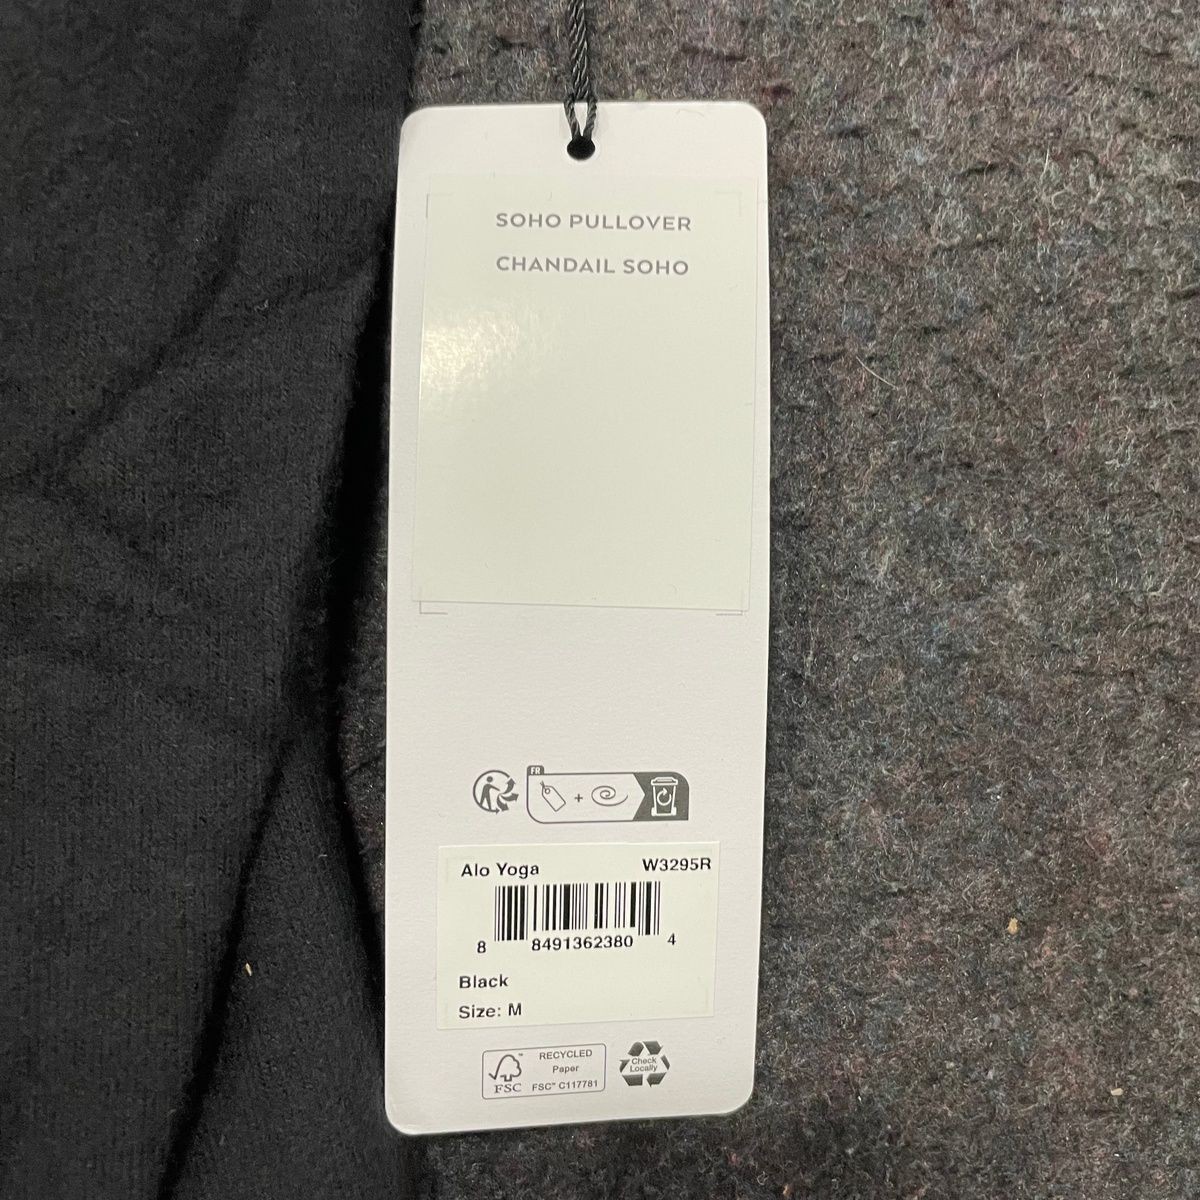 SOHO PULLOVER
CHANDAIL SOHO
FR
+
Alo Yoga W3295R
8 8491362380 4
Black
Size: M
FSC
RECYCLED
Paper
FSC™ C117781
Check
Locally